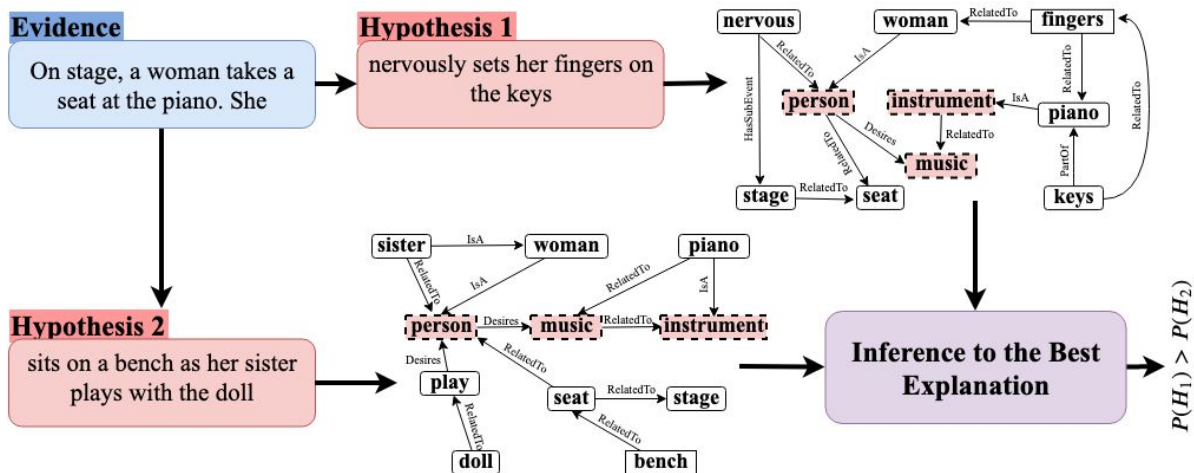 Evidence
On stage, a woman takes a
seat at the piano. She
Hypothesis 1
nervously sets her fingers on
the keys
nervous
woman
RelatedTo
fingers
RelatedTo
IsA
RelatedTo
RelatedTo
person
instrument
IsA
piano
HasSubEvent
Desires
RelatedTo
RelatedTo
music
PartOf
stage
RelatedTo
seat
keys
Hypothesis 2
sits on a bench as her sister
plays with the doll
sister
IsA
woman
piano
RelatedTo
IsA
RelatedTo
IsA
person
Desires
music
RelatedTo
instrument
Desires
RelatedTo
play
seat
RelatedTo
stage
RelatedTo
RelatedTo
doll
bench
Inference to the Best
Explanation
P(H₁) > P(H₂)